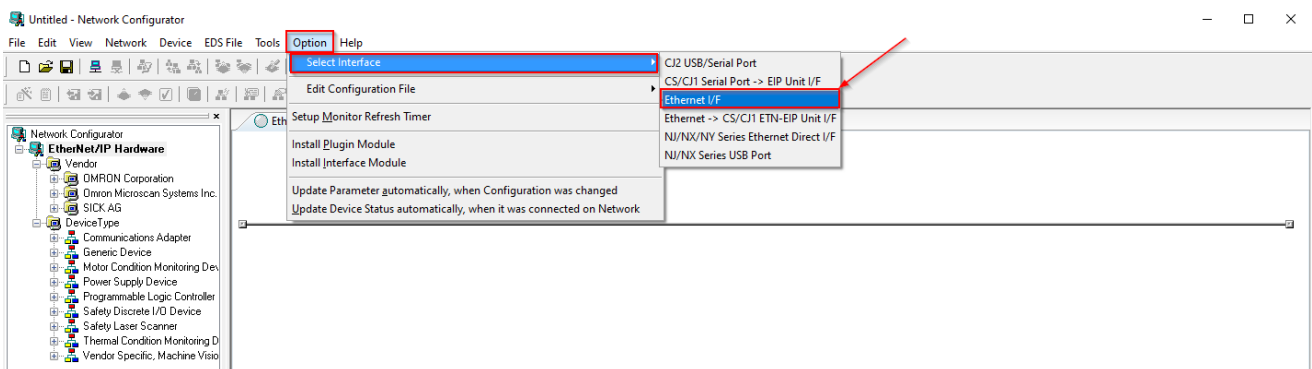 Untitled - Network Configurator
File Edit View Network Device EDS File Tools Option Help
Select Interface
Edit Configuration File
Setup Monitor Refresh Timer
Install Plugin Module
Install Interface Module
Update Parameter automatically, when Configuration was changed
Update Device Status automatically, when it was connected on Network
CJ2 USB/Serial Port
CS/CJ1 Serial Port -> EIP Unit I/F
Ethernet I/F
Ethernet -> CS/CJ1 ETN-EIP Unit I/F
NJ/NX/NY Series Ethernet Direct I/F
NJ/NX Series USB Port
Eth
Network Configurator
EtherNet/IP Hardware
Vendor
OMRON Corporation
Omron Microscan Systems Inc.
SICK AG
DeviceType
Communications Adapter
Generic Device
Motor Condition Monitoring Dev
Power Supply Device
Programmable Logic Controller
Safety Discrete I/O Device
Safety Laser Scanner
Thermal Condition Monitoring D
Vendor Specific, Machine Visio